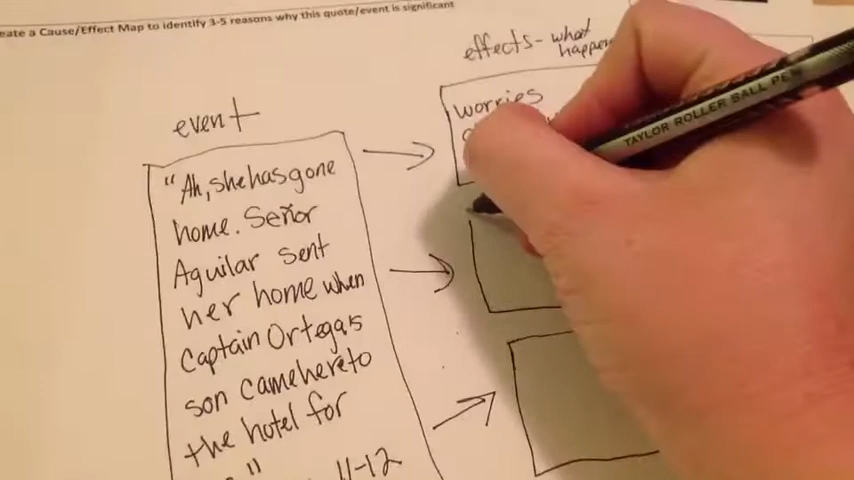 eate a Cause/Effect Map to identify 3-5 reasons why this quote/event is significant
effects - what
happen
event
worries
"Ah, she has gone
home. Señor
Aguilar sent
her home when
Captain Ortega's
son came here to
the hotel for
" 11-12
TAYLOR ROLLER BALL PEN